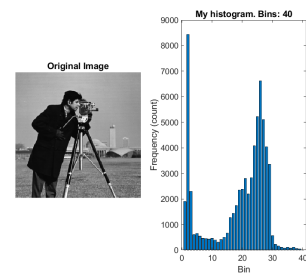 Original Image
My histogram. Bins: 40
Frequency (count)
9000
8000
7000
6000
5000
4000
3000
2000
1000
0
0 10 20 30 40
Bin